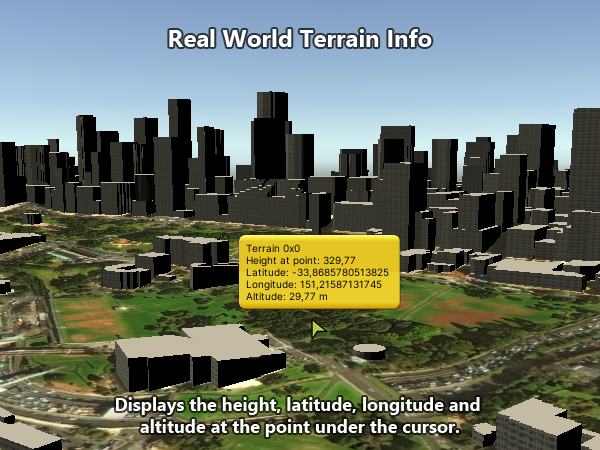 Real World Terrain Info
Terrain 0x0
Height at point: 329,77
Latitude: -33,8685780513825
Longitude: 151,21587131745
Altitude: 29,77 m
Displays the height, latitude, longitude and
altitude at the point under the cursor.